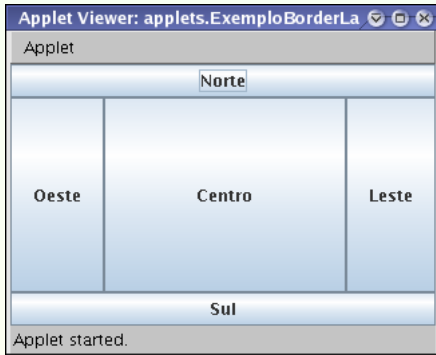 Applet Viewer: applets.ExemploBorderLa
Applet
Norte
Oeste Centro Leste
Sul
Applet started.